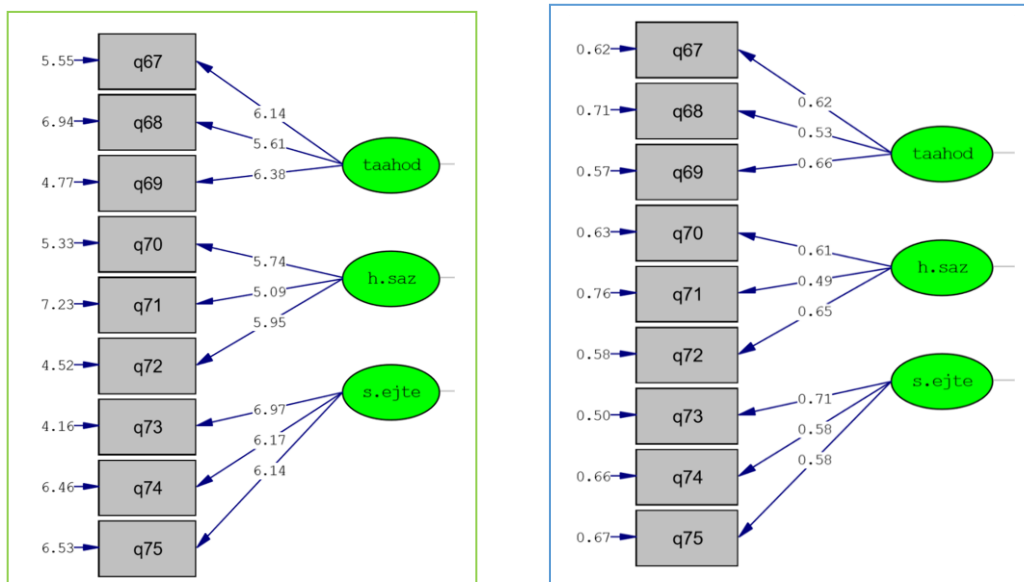 5.55 q67
6.14
6.94 q68
5.61
taahod
4.77 q69
6.38
5.33 q70
5.74
h.saz
7.23 q71
5.09
5.95
4.52 q72
s.ejte
4.16 q73
6.97
6.17
6.46 q74
6.14
6.53 q75
0.62 q67
0.62
0.71 q68
0.53
taahod
0.57 q69
0.66
0.63 q70
0.61
h.saz
0.76 q71
0.49
0.65
0.58 q72
s.ejte
0.50 q73
0.71
0.58
0.66 q74
0.58
0.67 q75